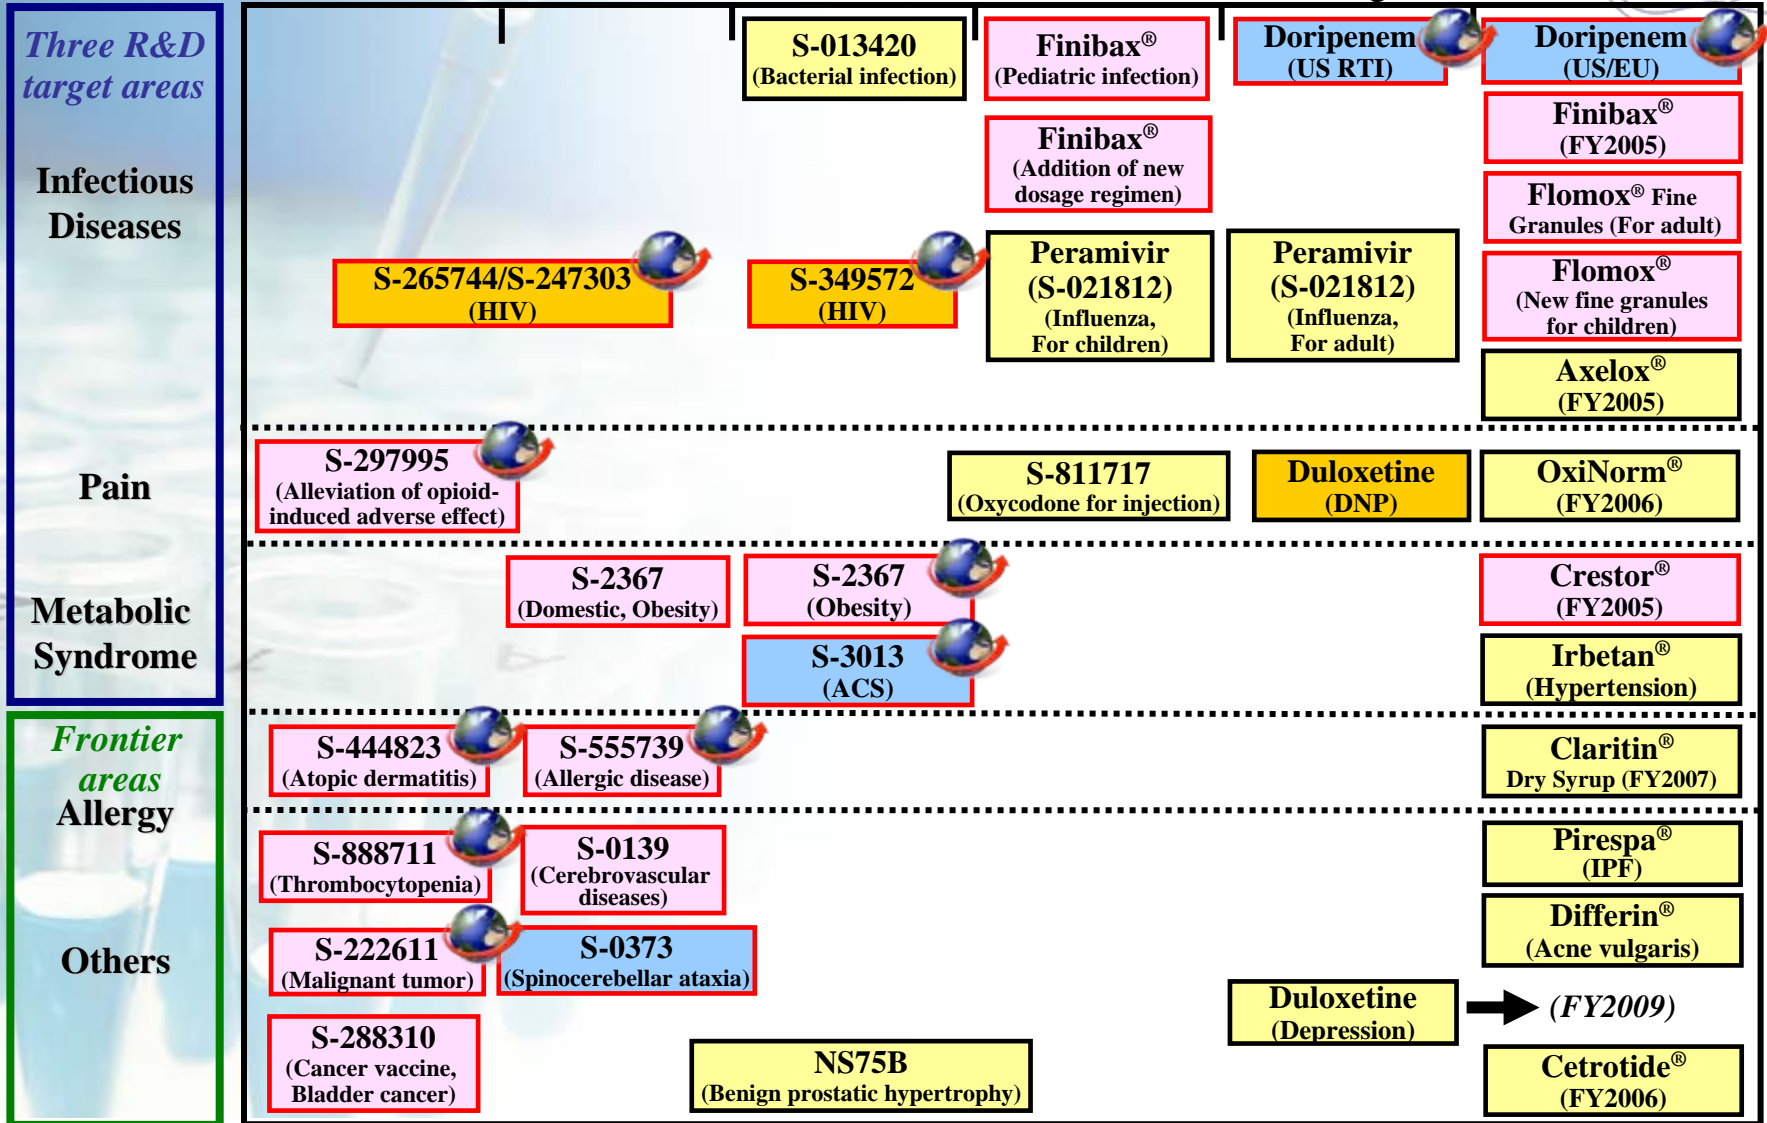 Three R&D
target areas
Infectious
Diseases
Pain
Metabolic
Syndrome
Frontier
areas
Allergy
Others
S-013420
(Bacterial infection)
Finibax®
(Pediatric infection)
Doripenem
(US RTI)
Doripenem
(US/EU)
Finibax®
(Addition of new
dosage regimen)
Finibax®
(FY2005)
Flomox® Fine
Granules (For adult)
S-265744/S-247303
(HIV)
S-349572
(HIV)
Peramivir
(S-021812)
(Influenza,
For children)
Peramivir
(S-021812)
(Influenza,
For adult)
Flomox®
(New fine granules
for children)
Axelox®
(FY2005)
S-297995
(Alleviation of opioid-
induced adverse effect)
S-811717
(Oxycodone for injection)
Duloxetine
(DNP)
OxiNorm®
(FY2006)
S-2367
(Domestic, Obesity)
S-2367
(Obesity)
Crestor®
(FY2005)
S-3013
(ACS)
Irbetan®
(Hypertension)
S-444823
(Atopic dermatitis)
S-555739
(Allergic disease)
Claritin®
Dry Syrup (FY2007)
S-888711
(Thrombocytopenia)
S-0139
(Cerebrovascular
diseases)
Pirespa®
(IPF)
S-222611
(Malignant tumor)
S-0373
(Spinocerebellar ataxia)
Differin®
(Acne vulgaris)
Duloxetine
(Depression)
(FY2009)
S-288310
(Cancer vaccine,
Bladder cancer)
NS75B
(Benign prostatic hypertrophy)
Cetrotide®
(FY2006)